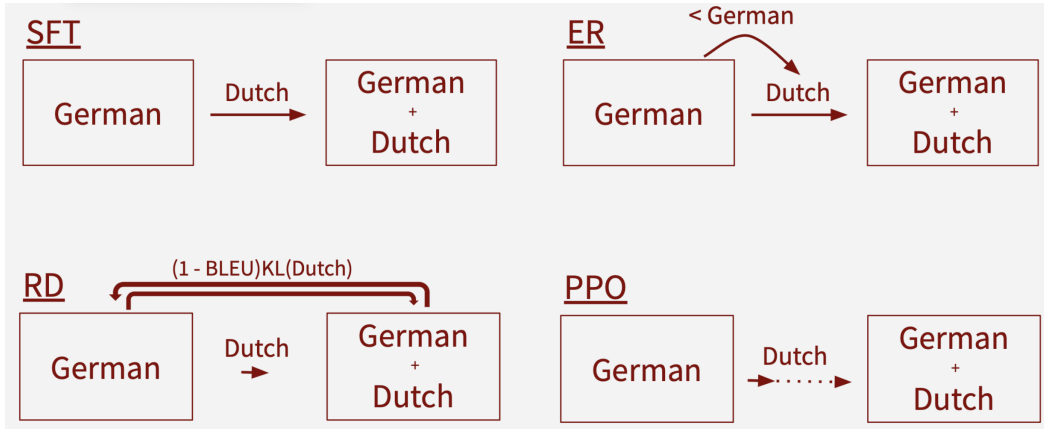 SFT
German
Dutch
German
+
Dutch
ER
< German
German
Dutch
German
+
Dutch
RD
(1 - BLEU)KL(Dutch)
German
Dutch
German
+
Dutch
PPO
German
Dutch
German
+
Dutch